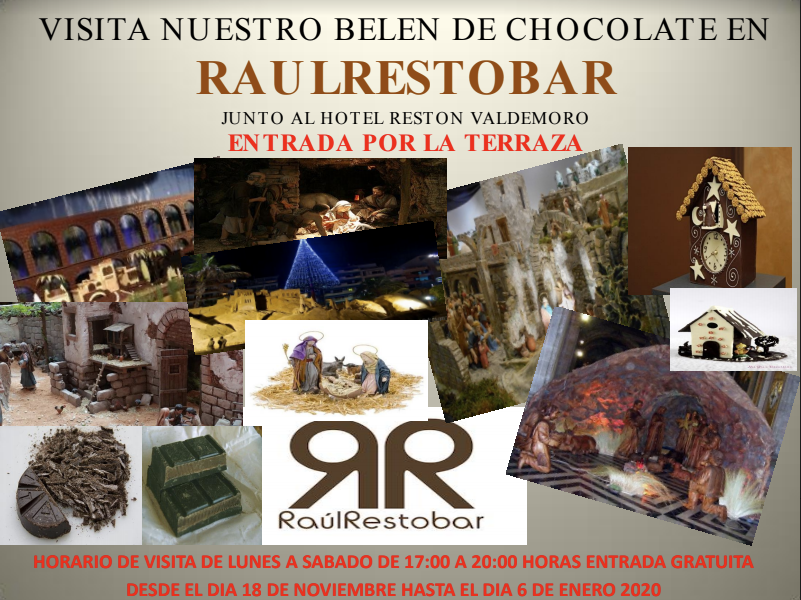 VISITA NUESTRO BELEN DE CHOCOLATE EN
RAULRESTOBAR
JUNTO AL HOTEL RESTON VALDEMORO
ENTRADA POR LA TERRAZA
RR
RaúlRestobar
HORARIO DE VISITA DE LUNES A SABADO DE 17:00 A 20:00 HORAS ENTRADA GRATUITA
DESDE EL DIA 18 DE NOVIEMBRE HASTA EL DIA 6 DE ENERO 2020